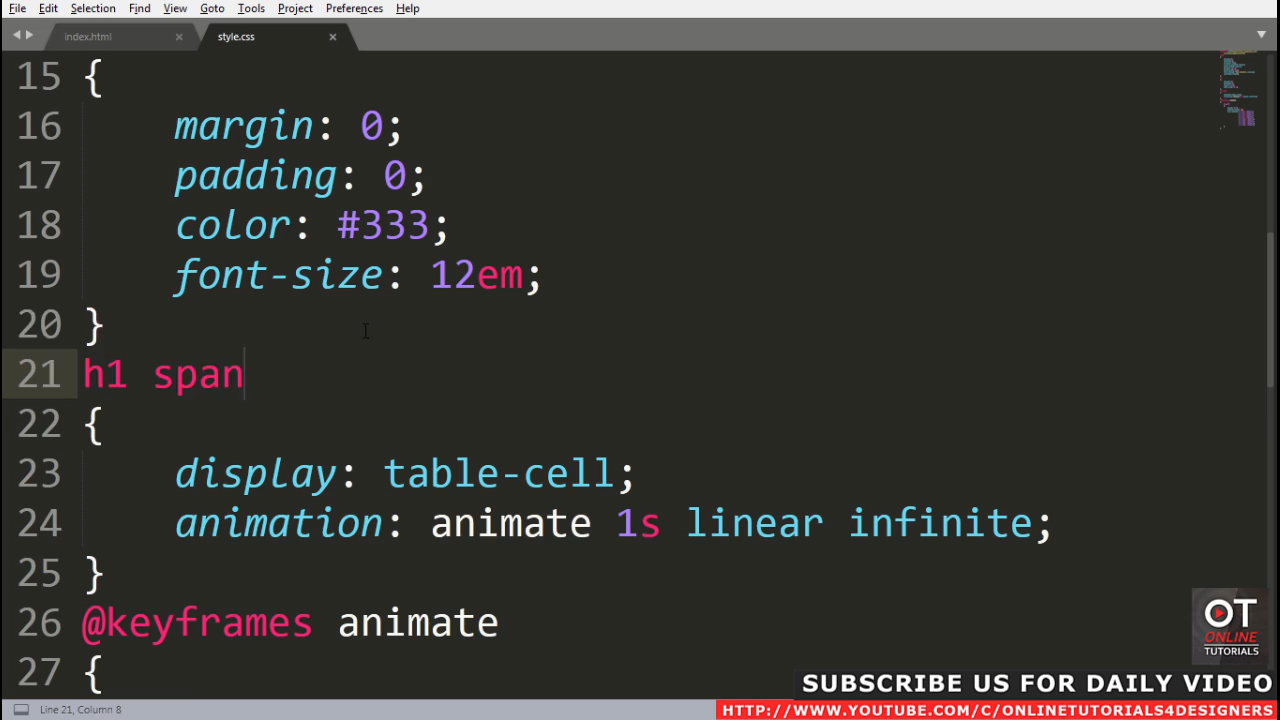 File Edit Selection Find View Goto Tools Project Preferences Help
index.html × style.css ×
15 {
16 margin: 0;
17 padding: 0;
18 color: #333;
19 font-size: 12em;
20 }
21 h1 span
22 {
23 display: table-cell;
24 animation: animate 1s linear infinite;
25 }
26 @keyframes animate
27 {
OT
ONLINE
TUTORIALS
SUBSCRIBE US FOR DAILY VIDEO
Line 21, Column 8
HTTP://WWW.YOUTUBE.COM/C/ONLINETUTORIALS4DESIGNERS